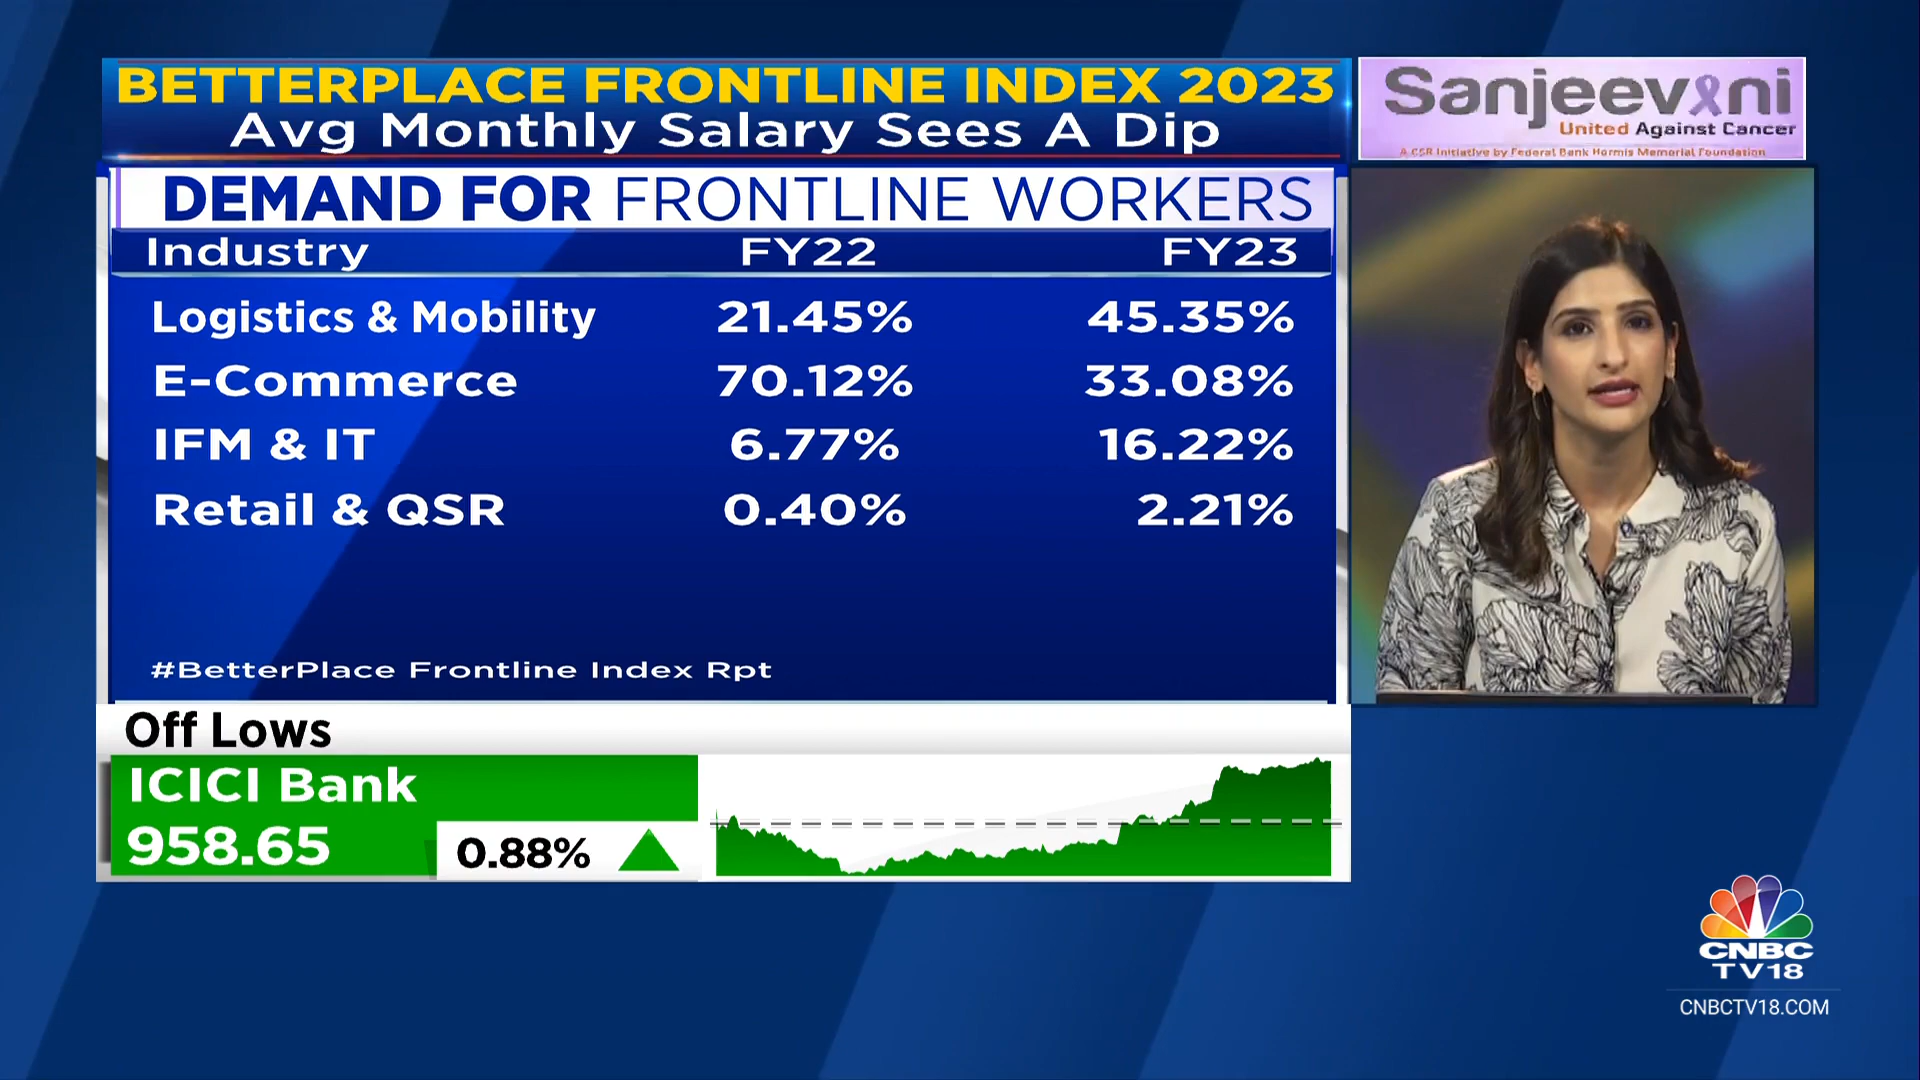 BETTERPLACE FRONTLINE INDEX 2023
Avg Monthly Salary Sees A Dip
Sanjeevani
United Against Cancer
A CSR Initiative by Federal Bank Hormis Memorial Foundation
DEMAND FOR FRONTLINE WORKERS
Industry FY22 FY23
Logistics & Mobility 21.45% 45.35%
E-Commerce 70.12% 33.08%
IFM & IT 6.77% 16.22%
Retail & QSR 0.40% 2.21%
#BetterPlace Frontline Index Rpt
Off Lows
ICICI Bank
958.65 0.88%
CNBC
TV18
CNBCTV18.COM